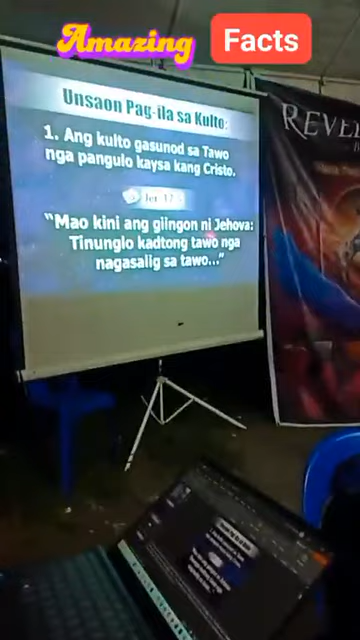 Amazing Facts
Unsaon Pag-ila sa Kulto:
1. Ang kulto gasunod sa Tawo
nga pangulo kaysa kang Cristo.
Jer. 17:5
“Mao kini ang giingon ni Jehova:
Tinunglo kadtong tawo nga
nagasalig sa tawo...”